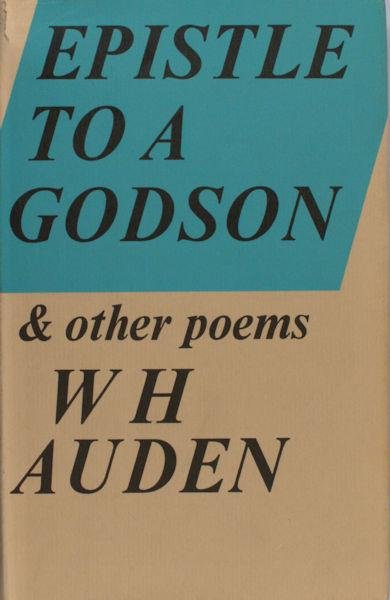 EPISTLE
TO A
GODSON
& other poems
W H
AUDEN